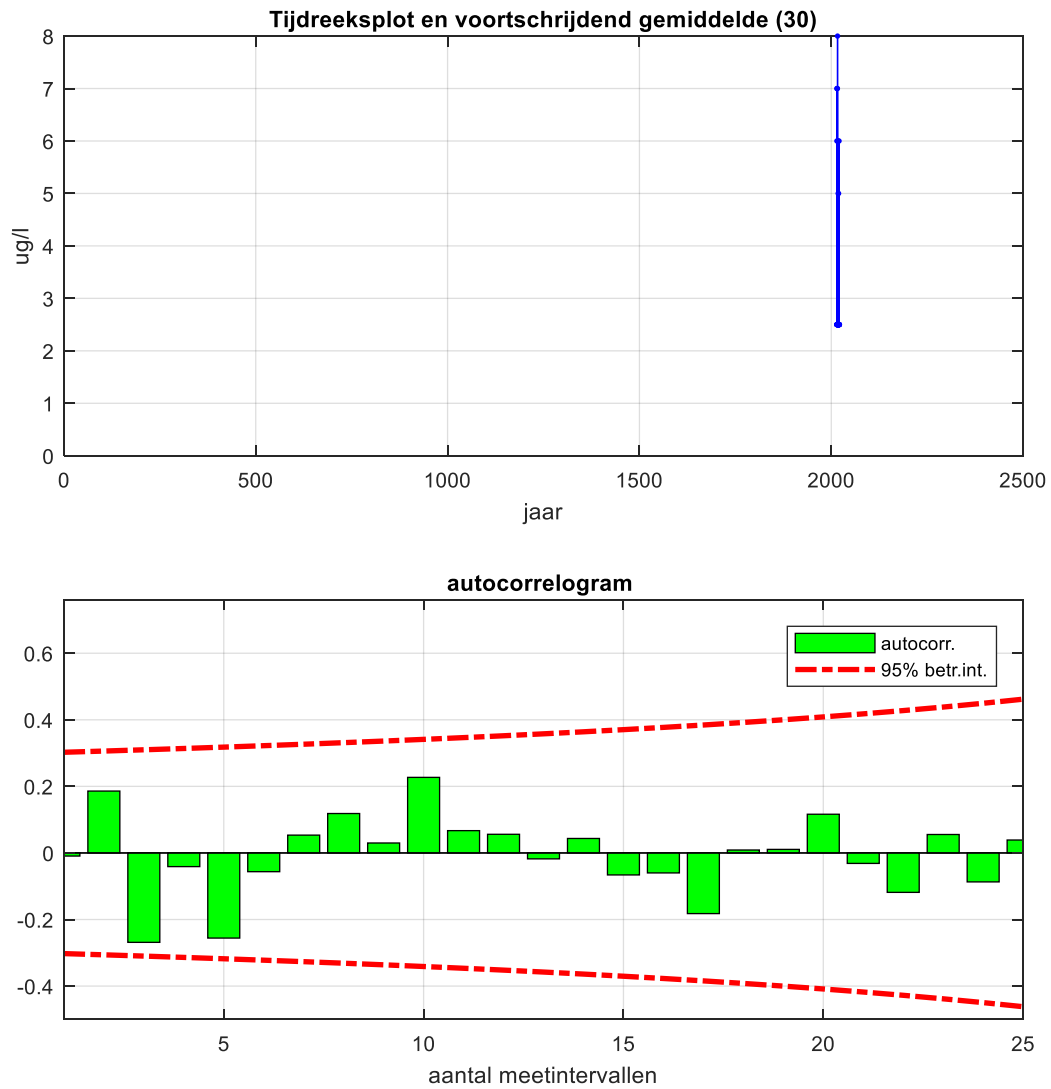 Tijdreeksplot en voortschrijdend gemiddelde (30)
8
7
6
5
4
3
2
1
0
ug/l
0 500 1000 1500 2000 2500
jaar
autocorrelogram
autocorr.
95% betr.int.
0.6
0.4
0.2
0
-0.2
-0.4
5 10 15 20 25
aantal meetintervallen